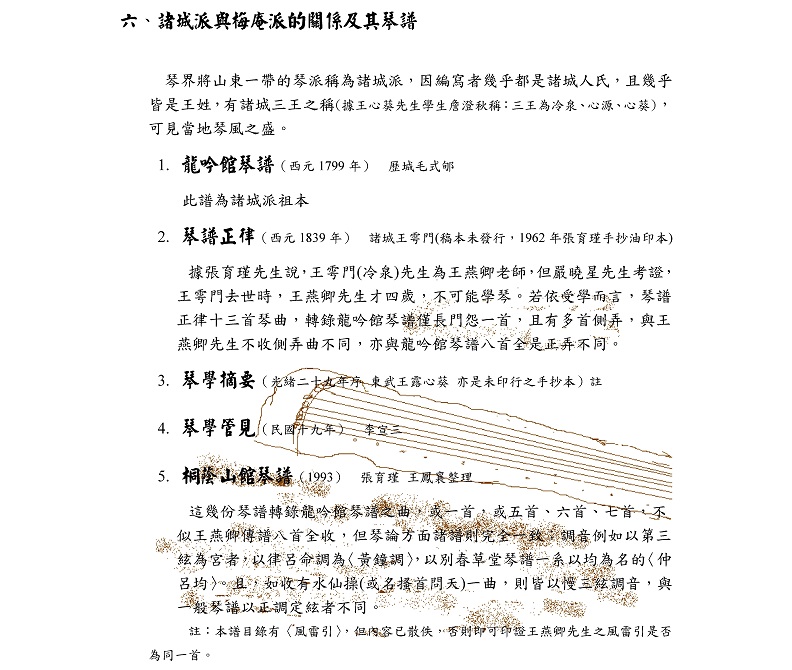 六、諸城派與梅庵派的關係及其琴譜
琴界將山東一帶的琴派稱為諸城派，因編寫者幾乎都是諸城人氏，且幾乎
皆是王姓，有諸城三王之稱(據王心葵先生學生詹澄秋稱：三王為冷泉、心源、心葵)，
可見當地琴風之盛。
1. 龍吟館琴譜（西元1799年） 歷城毛式郇
此譜為諸城派祖本
2. 琴譜正律（西元1839年） 諸城王雩門(稿本未發行，1962年張育瑾手抄油印本)
據張育瑾先生說，王雩門(冷泉)先生為王燕卿老師，但嚴曉星先生考證，
王雩門去世時，王燕卿先生才四歲，不可能學琴。若依受學而言，琴譜
正律十三首琴曲，轉錄龍吟館琴譜僅長門怨一首，且有多首側弄，與王
燕卿先生不收側弄曲不同，亦與龍吟館琴譜八首全是正弄不同。
3. 琴學摘要（光緒二十九年序 東武王露心葵 亦是未印行之手抄本）註
4. 琴學管見（民國十九年） 李宣三
5. 桐蔭山館琴譜（1993） 張育瑾 王鳳襄整理
這幾份琴譜轉錄龍吟館琴譜之曲，或一首，或五首、六首、七首，不
似王燕卿傳譜八首全收，但琴論方面諸譜則完全一致：調音例如以第三
絃為宮者，以律呂命調為〈黃鐘調〉，以別春草堂琴譜一系以均為名的〈仲
呂均〉。且，如收有水仙操(或名搔首問天)一曲，則皆以慢三絃調音，與
一般琴譜以正調定絃者不同。
註：本譜目錄有〈風雷引〉，但內容已散佚，否則即可印證王燕卿先生之風雷引是否
為同一首。